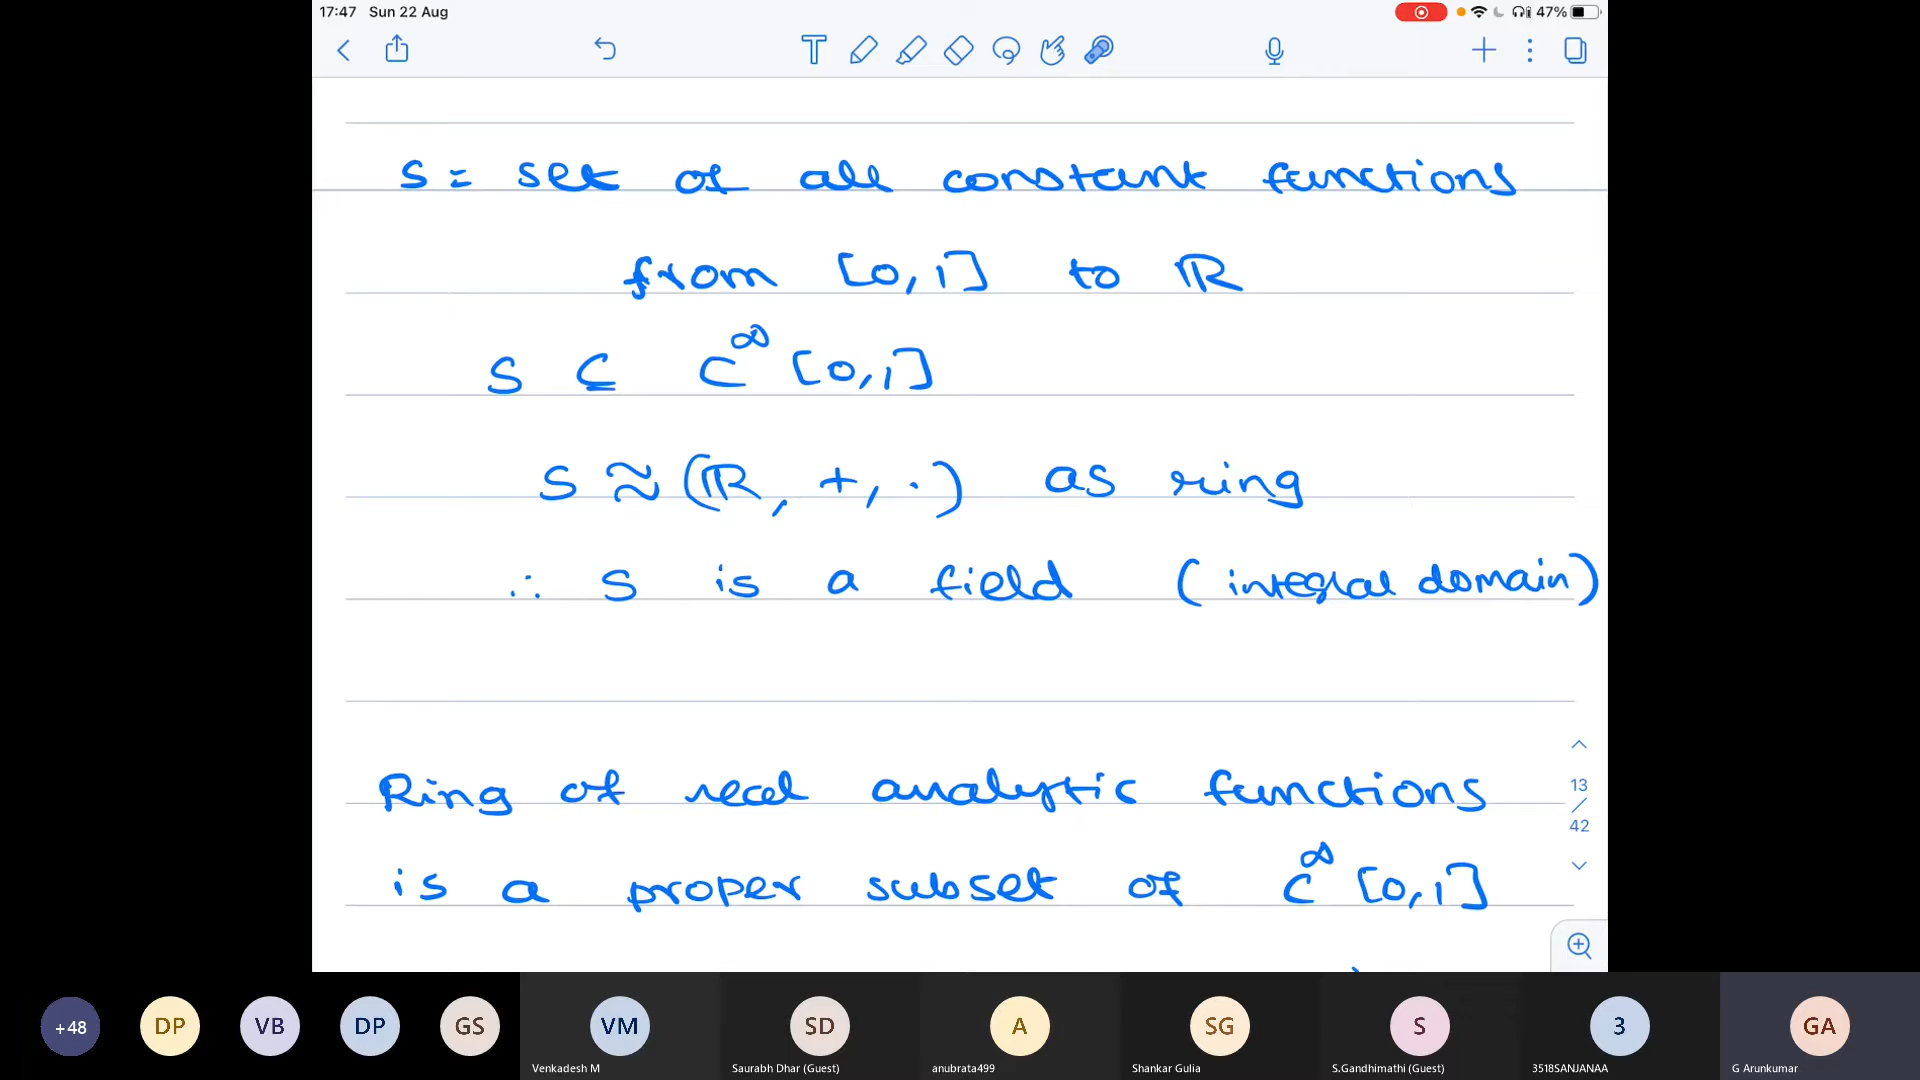 17:47 Sun 22 Aug 47%
S = set of all constant functions
from [0,1] to ℝ
S ⊆ C^∞ [0,1]
S ≈ (ℝ, +, ·) as ring
∴ S is a field (integral domain)
Ring of real analytic functions
is a proper subset of C^∞ [0,1]
13
/
42
+48 DP VB DP GS VM SD A SG S 3 GA
Venkadesh M Saurabh Dhar (Guest) anubrata499 Shankar Gulia S.Gandhimathi (Guest) 3518SANJANAA G Arunkumar